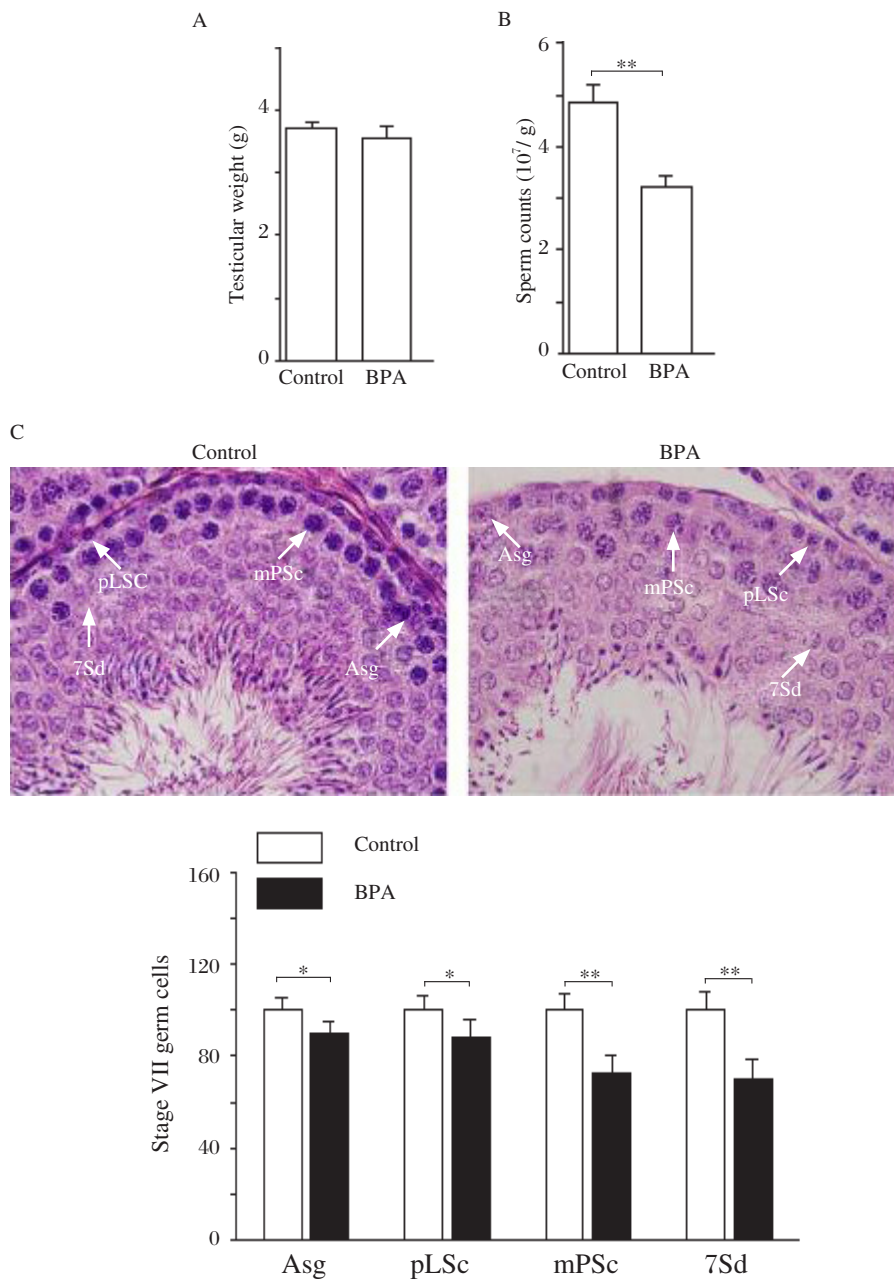 A
Testicular weight (g)
4
2
0
Control BPA
B
Sperm counts (10⁷/ g)
6
4
2
0
**
Control BPA
C
Control
pLSC
mPSc
7Sd
Asg
BPA
Asg
mPSc
pLSc
7Sd
Control
BPA
Stage VII germ cells
160
120
80
40
0
* * ** **
Asg pLSc mPSc 7Sd